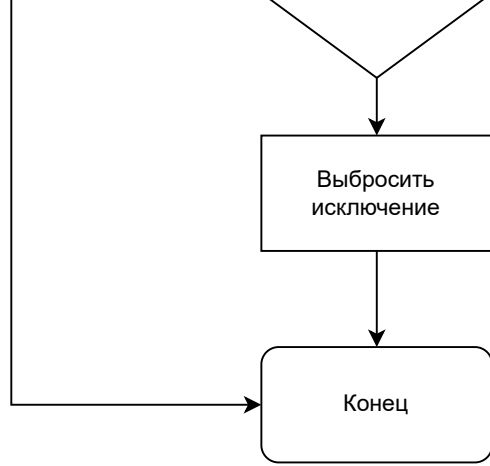 Выбросить
исключение
Конец